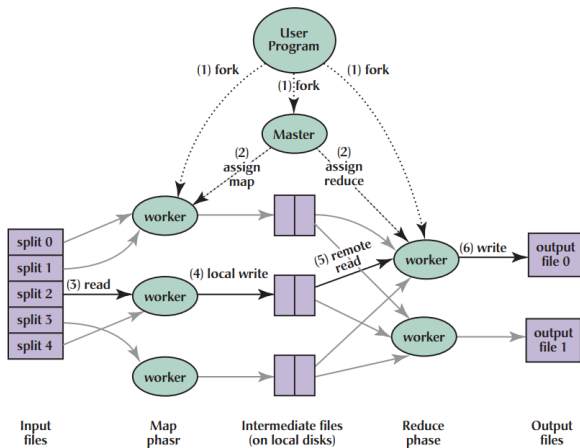 User
Program
(1) fork
(1) fork
(1) fork
Master
(2)
assign
map
(2)
assign
reduce
worker
split 0
split 1
split 2
split 3
split 4
(3) read
worker
(4) local write
(5) remote
read
worker
(6) write
output
file 0
worker
output
file 1
worker
Input
files
Map
phasr
Intermediate files
(on local disks)
Reduce
phase
Output
files